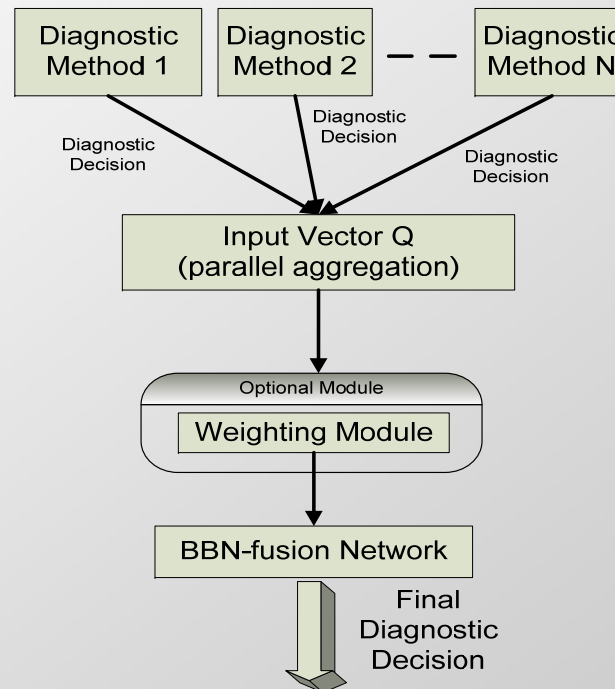 Diagnostic
Method 1
Diagnostic
Method 2
Diagnostic
Method N
Diagnostic
Decision
Diagnostic
Decision
Diagnostic
Decision
Input Vector Q
(parallel aggregation)
Optional Module
Weighting Module
BBN-fusion Network
Final
Diagnostic
Decision